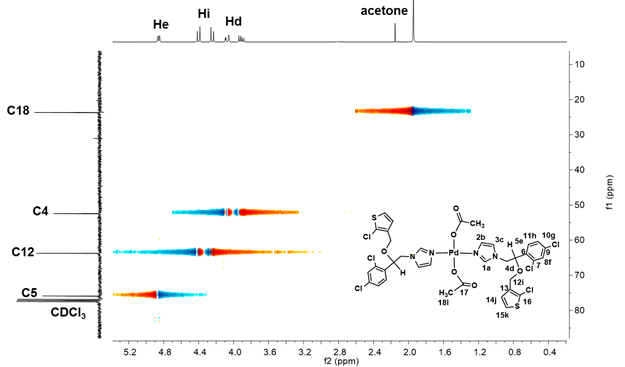 He Hi Hd acetone
C18
C4
C12
C5
CDCl3
10
20
30
40
50
60
70
80
f1 (ppm)
5.2 4.8 4.4 4.0 3.6 3.2 2.8 2.4 2.0 1.6 1.2 0.8 0.4
f2 (ppm)
O
CH3
S
Cl
O
Cl
Cl
H
N
N
O
Pd
O
N
N
2b
3c
1a
4d
H
5e
11h
10g
Cl
6
9
8f
7
Cl
O
12i
13
Cl
14j
16
S
15k
H3C
18l
17
O